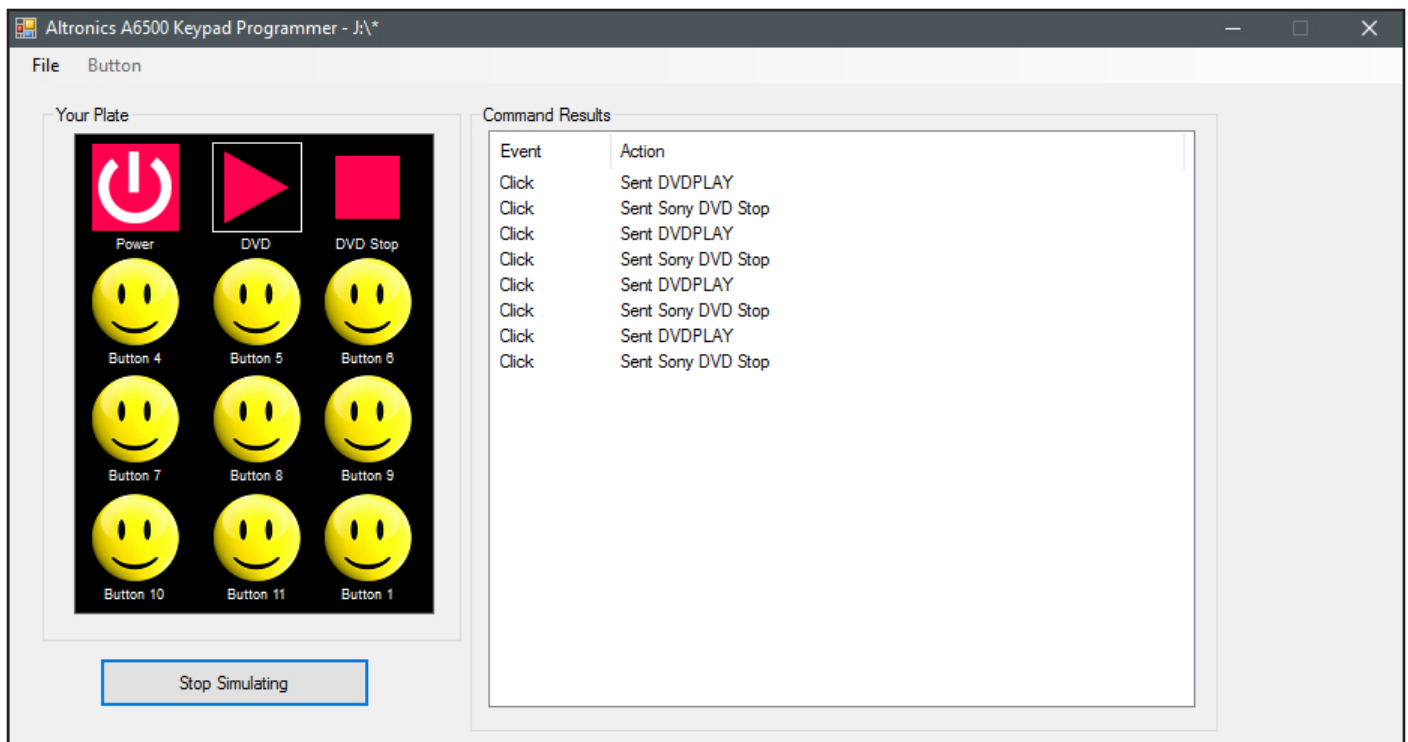 Altronics A6500 Keypad Programmer - J:\*
File Button
Your Plate
Power DVD DVD Stop
Button 4 Button 5 Button 6
Button 7 Button 8 Button 9
Button 10 Button 11 Button 1
Stop Simulating
Command Results
Event Action
Click Sent DVDPLAY
Click Sent Sony DVD Stop
Click Sent DVDPLAY
Click Sent Sony DVD Stop
Click Sent DVDPLAY
Click Sent Sony DVD Stop
Click Sent DVDPLAY
Click Sent Sony DVD Stop